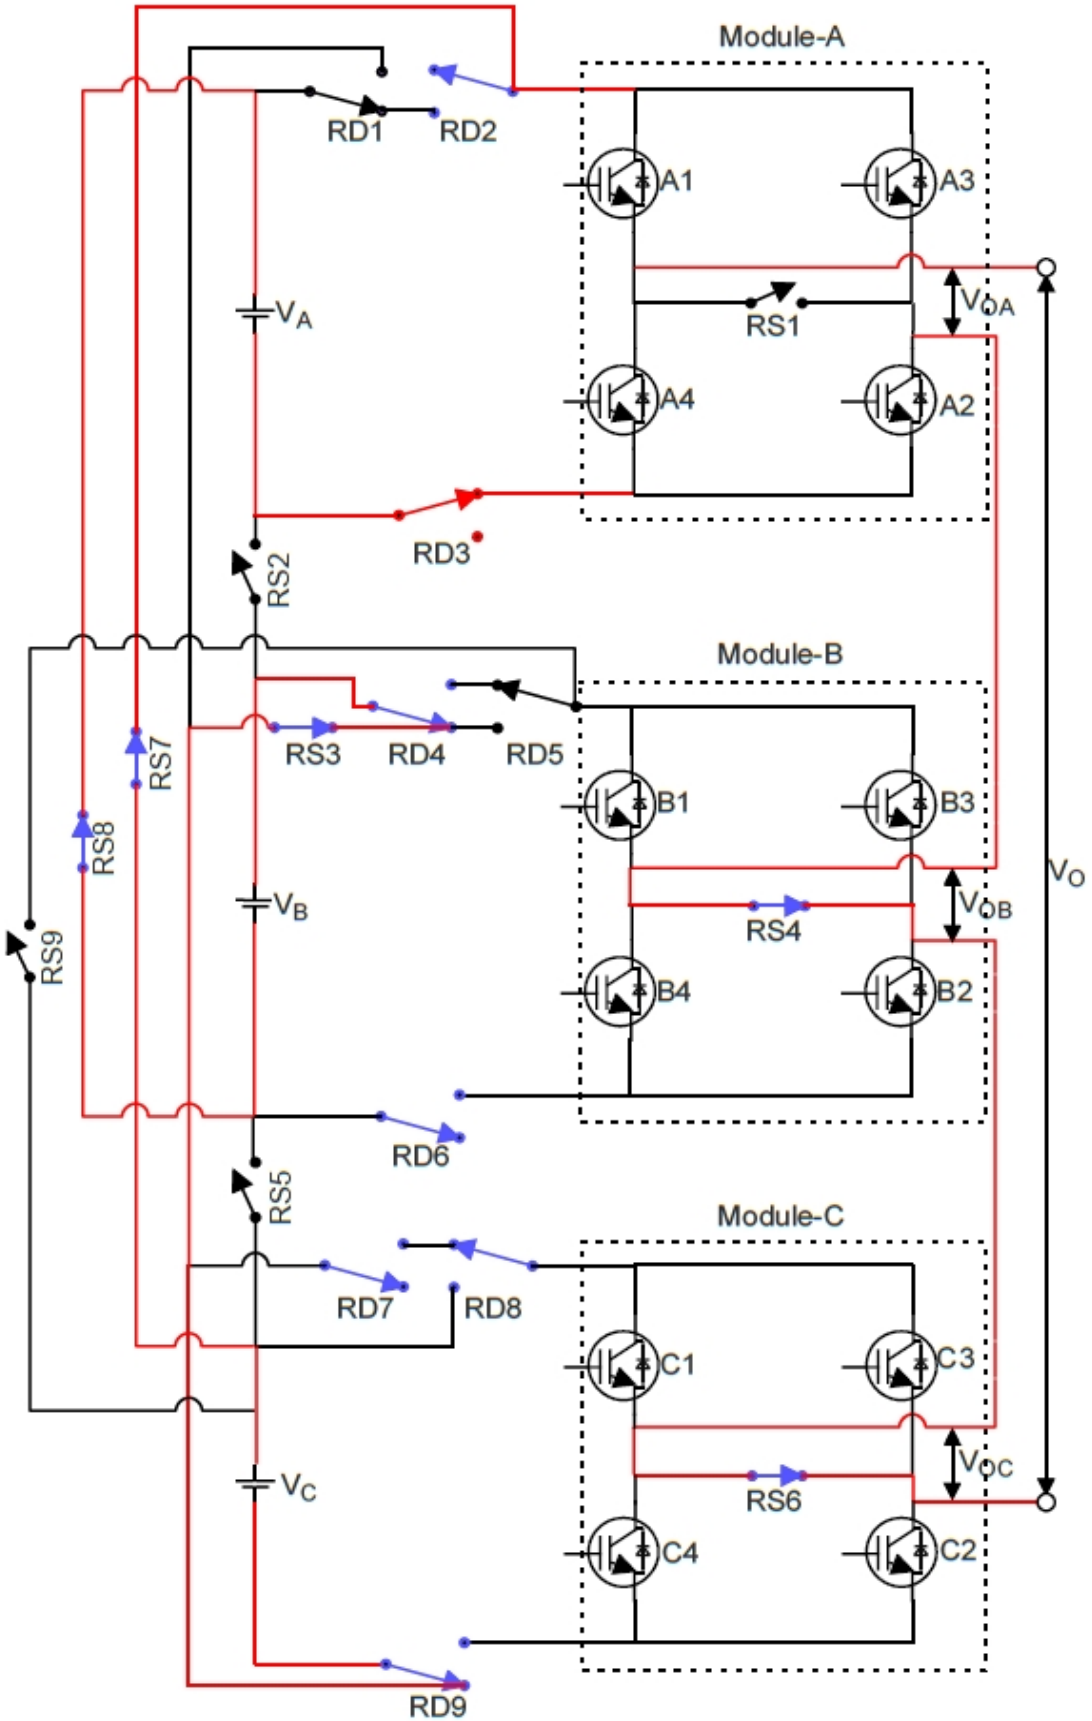 Module-A
RD1
RD2
A1
A3
VA
RS1
VOA
A4
A2
RD3
RS2
Module-B
RS3
RD4
RD5
RS7
RS8
B1
B3
VO
VB
RS4
VOB
RS9
B4
B2
RD6
RS5
Module-C
RD7
RD8
C1
C3
VC
RS6
VOC
C4
C2
RD9